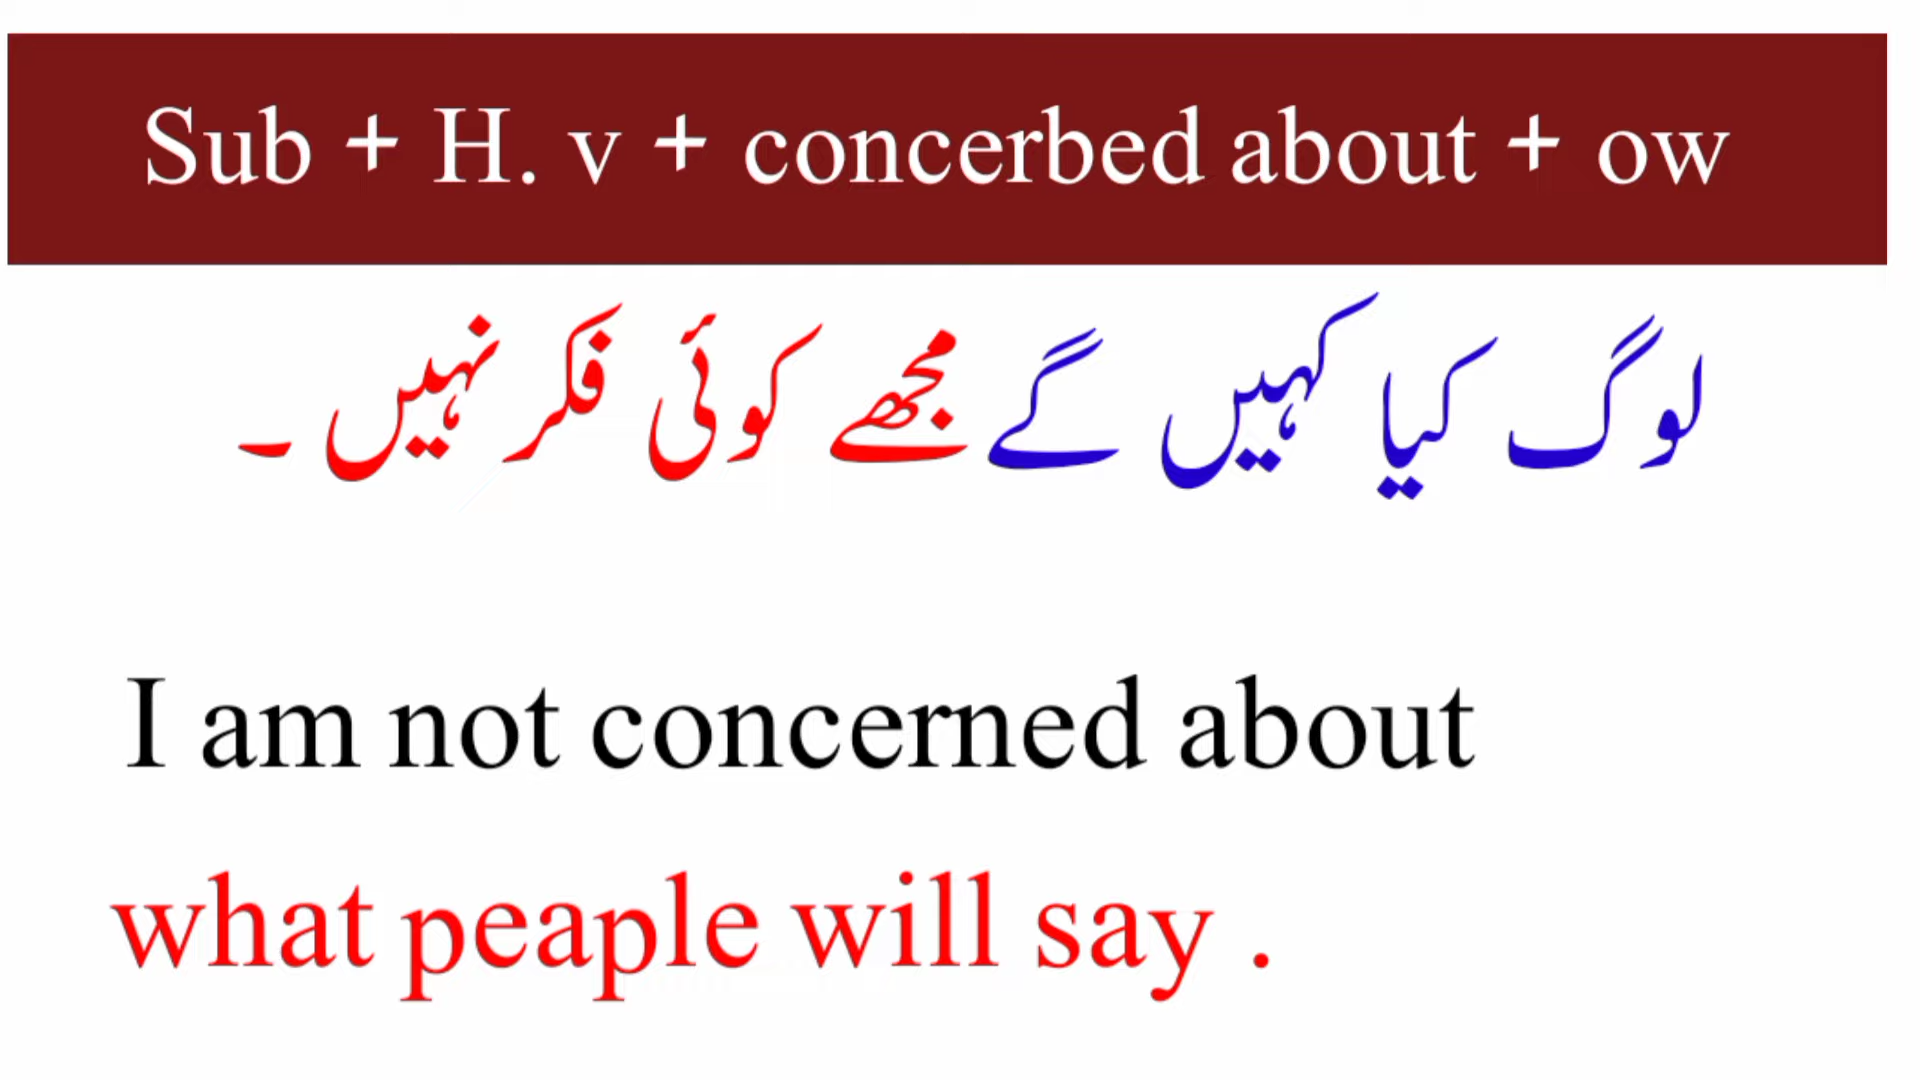 Sub + H. v + concerbed about + ow
لوگ کیا کہیں گے مجھے کوئی فکر نہیں ۔
I am not concerned about
what peaple will say .